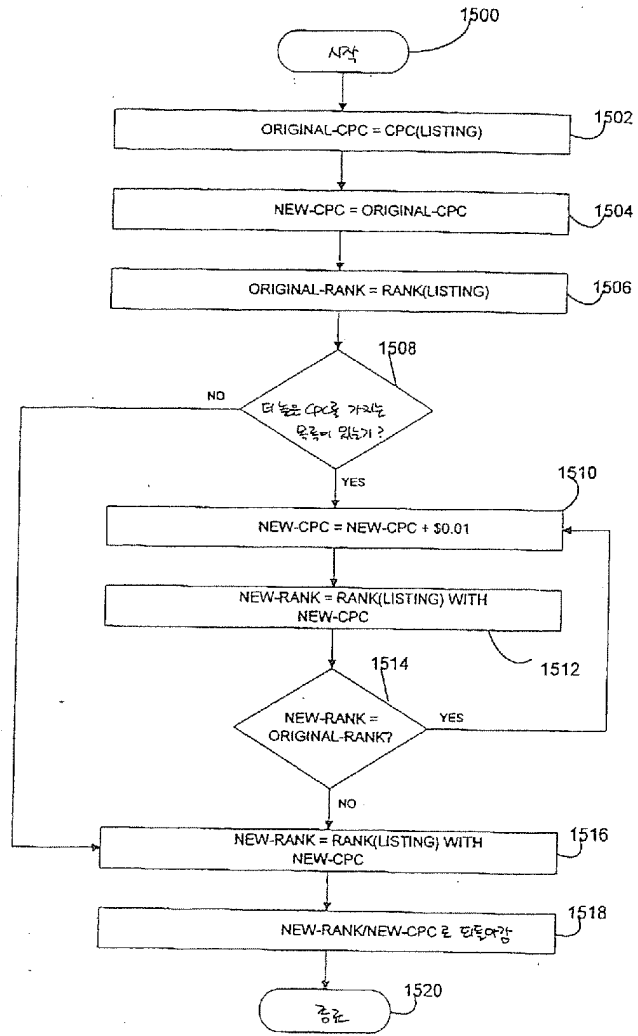 1500
시작
ORIGINAL-CPC = CPC(LISTING)
1502
NEW-CPC = ORIGINAL-CPC
1504
ORIGINAL-RANK = RANK(LISTING)
1506
1508
NO
더 높은 CPC를 가지는
목록이 있는가?
YES
1510
NEW-CPC = NEW-CPC + $0.01
NEW-RANK = RANK(LISTING) WITH
NEW-CPC
1512
1514
NEW-RANK =
ORIGINAL-RANK?
YES
NO
NEW-RANK = RANK(LISTING) WITH
NEW-CPC
1516
NEW-RANK/NEW-CPC로 되돌아감
1518
1520
종료